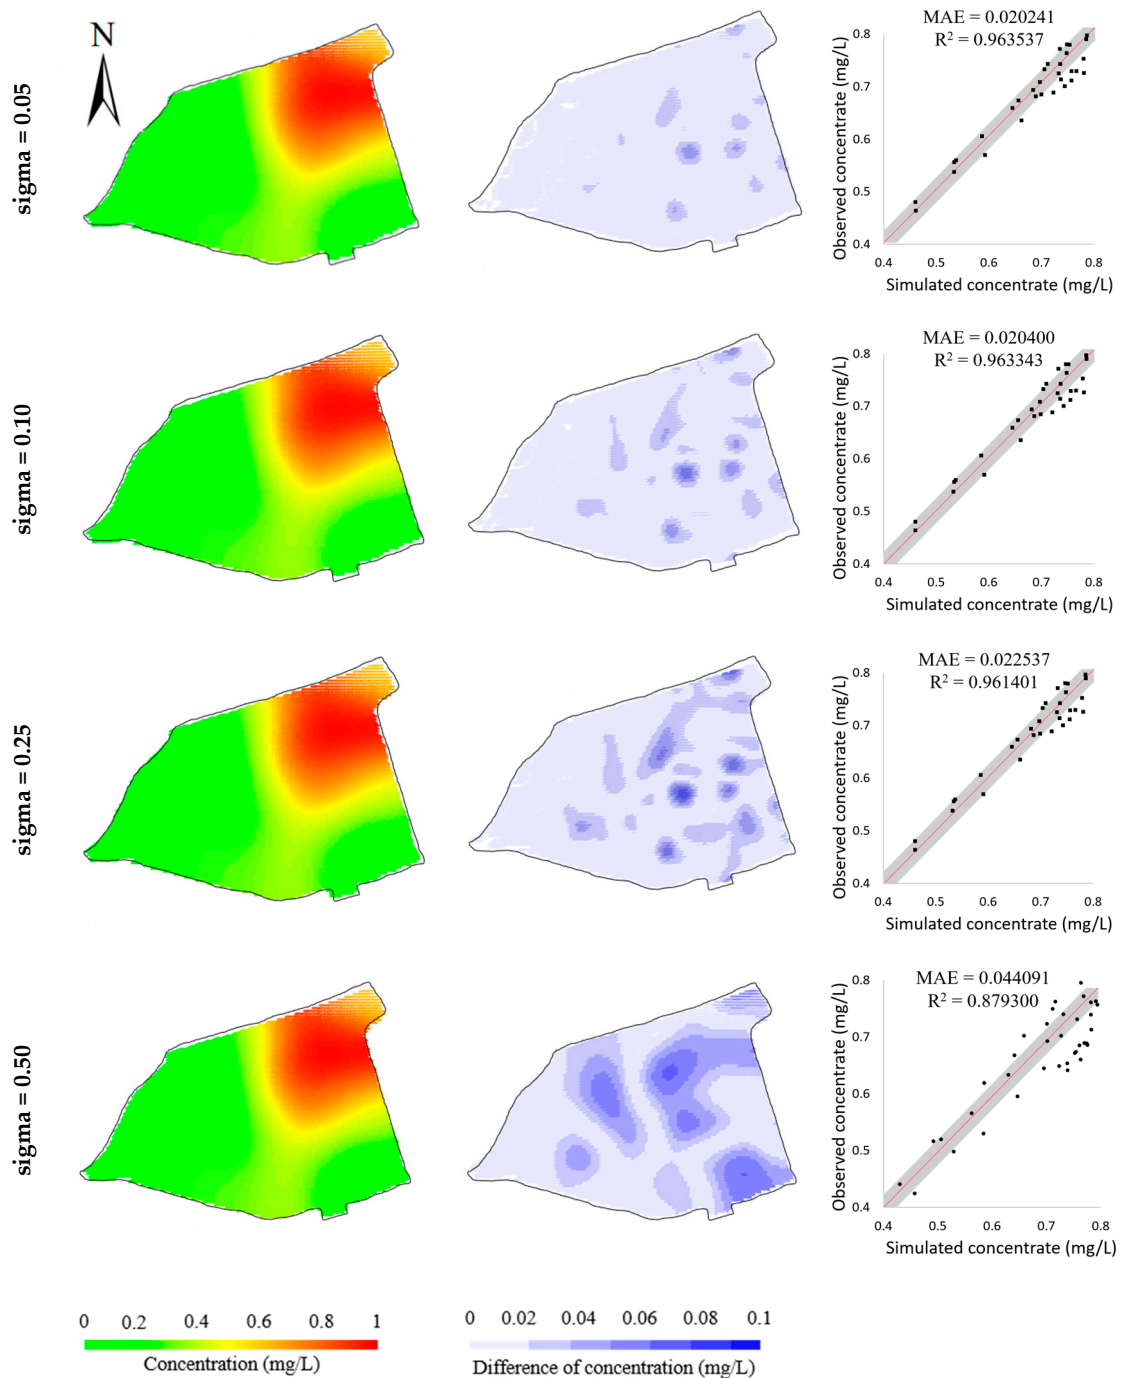 N
sigma = 0.05
MAE = 0.020241
R² = 0.963537
Observed concentrate (mg/L)
0.8
0.7
0.6
0.5
0.4
0.4 0.5 0.6 0.7 0.8
Simulated concentrate (mg/L)
sigma = 0.10
MAE = 0.020400
R² = 0.963343
Observed concentrate (mg/L)
0.8
0.7
0.6
0.5
0.4
0.4 0.5 0.6 0.7 0.8
Simulated concentrate (mg/L)
sigma = 0.25
MAE = 0.022537
R² = 0.961401
Observed concentrate (mg/L)
0.8
0.7
0.6
0.5
0.4
0.4 0.5 0.6 0.7 0.8
Simulated concentrate (mg/L)
sigma = 0.50
MAE = 0.044091
R² = 0.879300
Observed concentrate (mg/L)
0.8
0.7
0.6
0.5
0.4
0.4 0.5 0.6 0.7 0.8
Simulated concentrate (mg/L)
0 0.2 0.4 0.6 0.8 1
Concentration (mg/L)
0 0.02 0.04 0.06 0.08 0.1
Difference of concentration (mg/L)